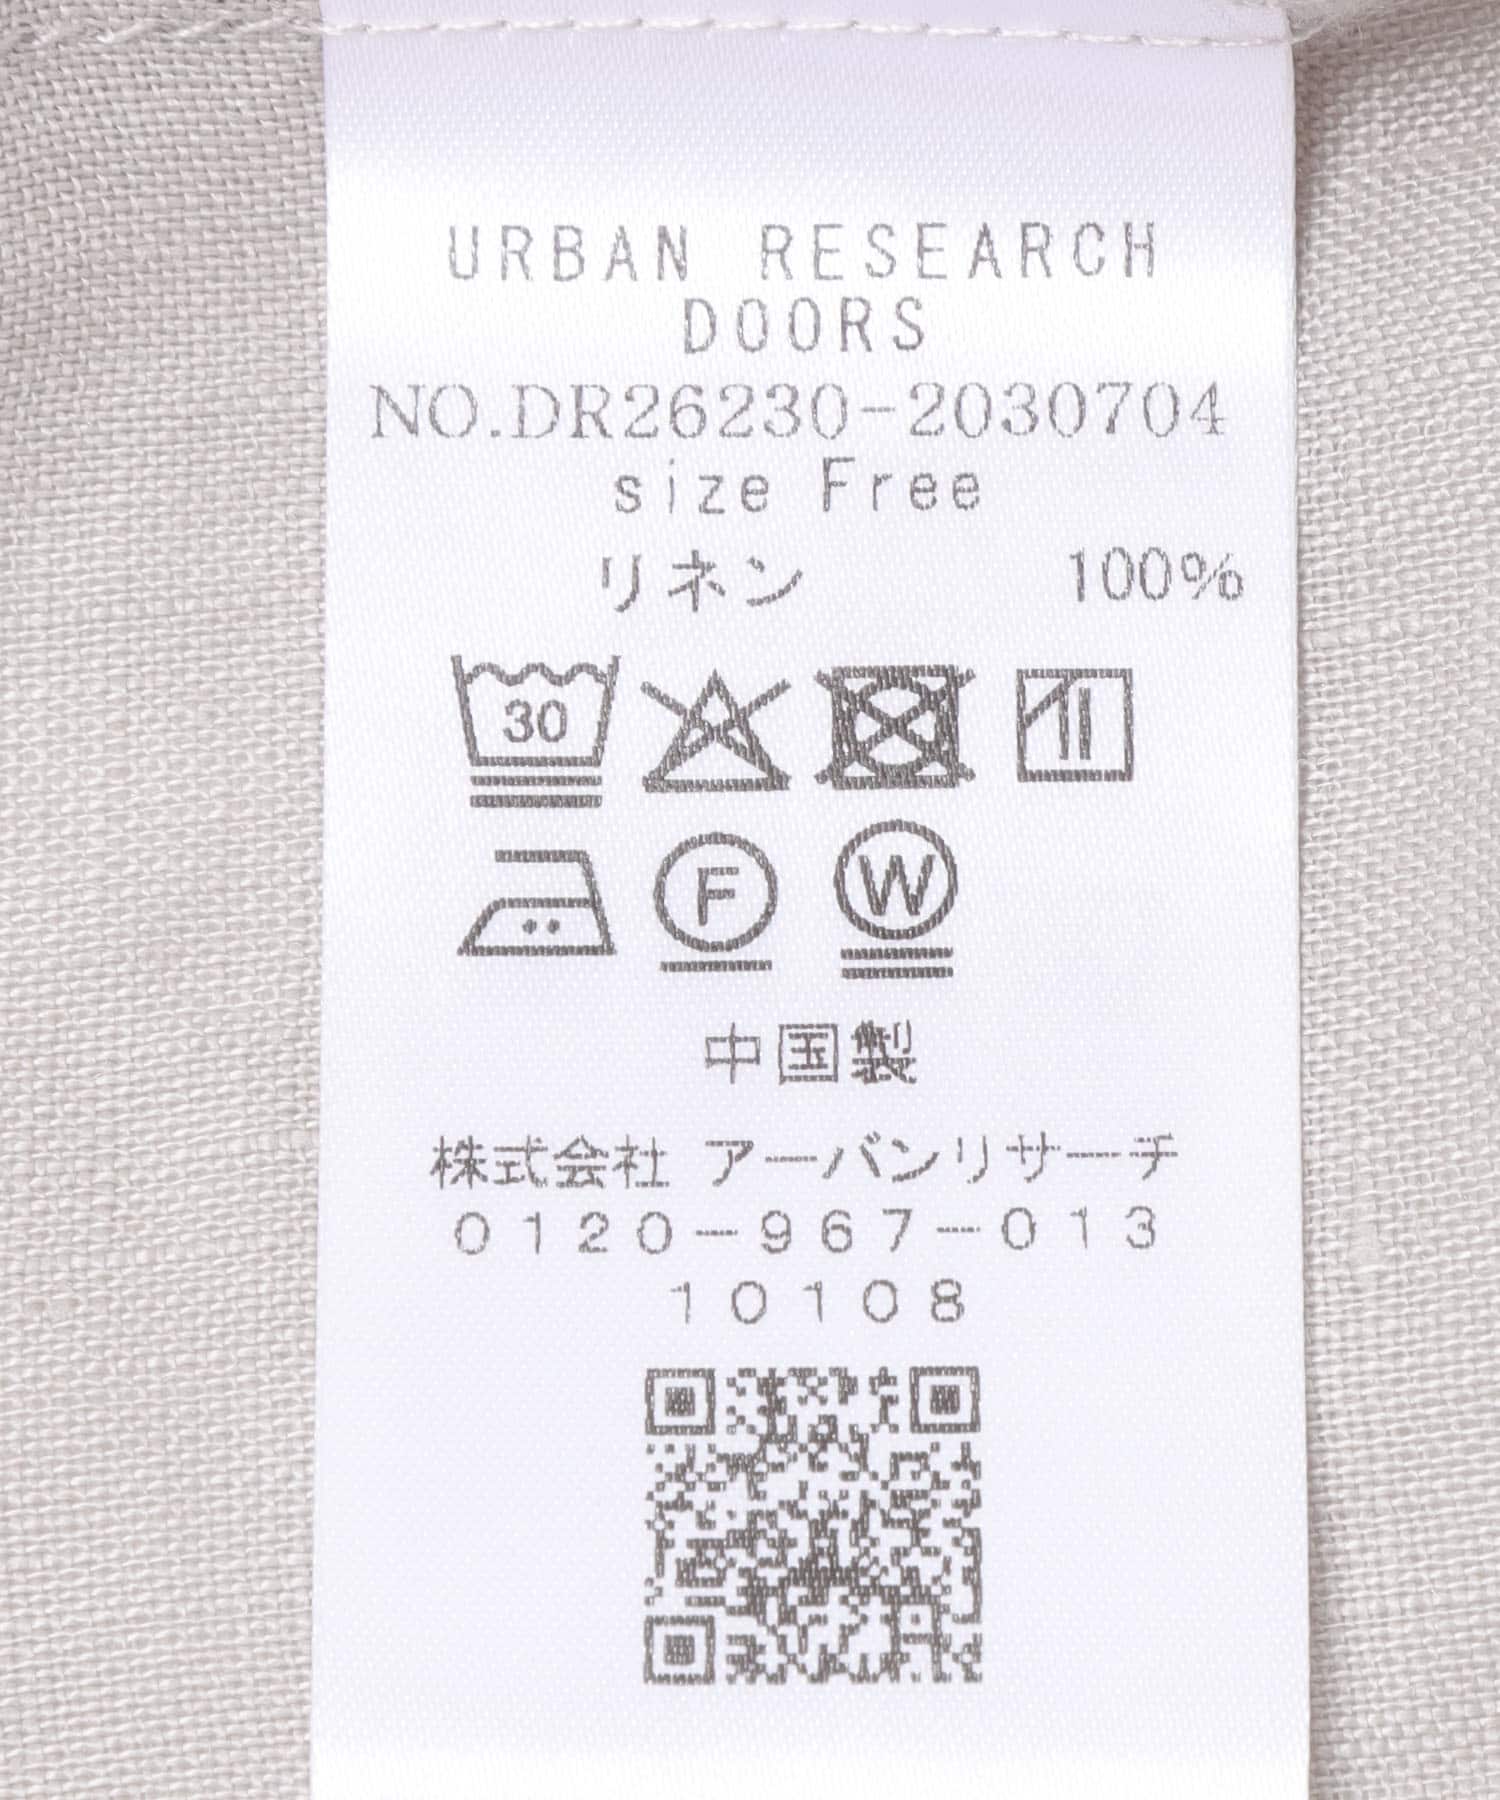 URBAN RESEARCH
DOORS
NO.DR26230-2030704
size Free
リネン 100%
30
F W
中国製
株式会社 アーバンリサーチ
0120-967-013
10108